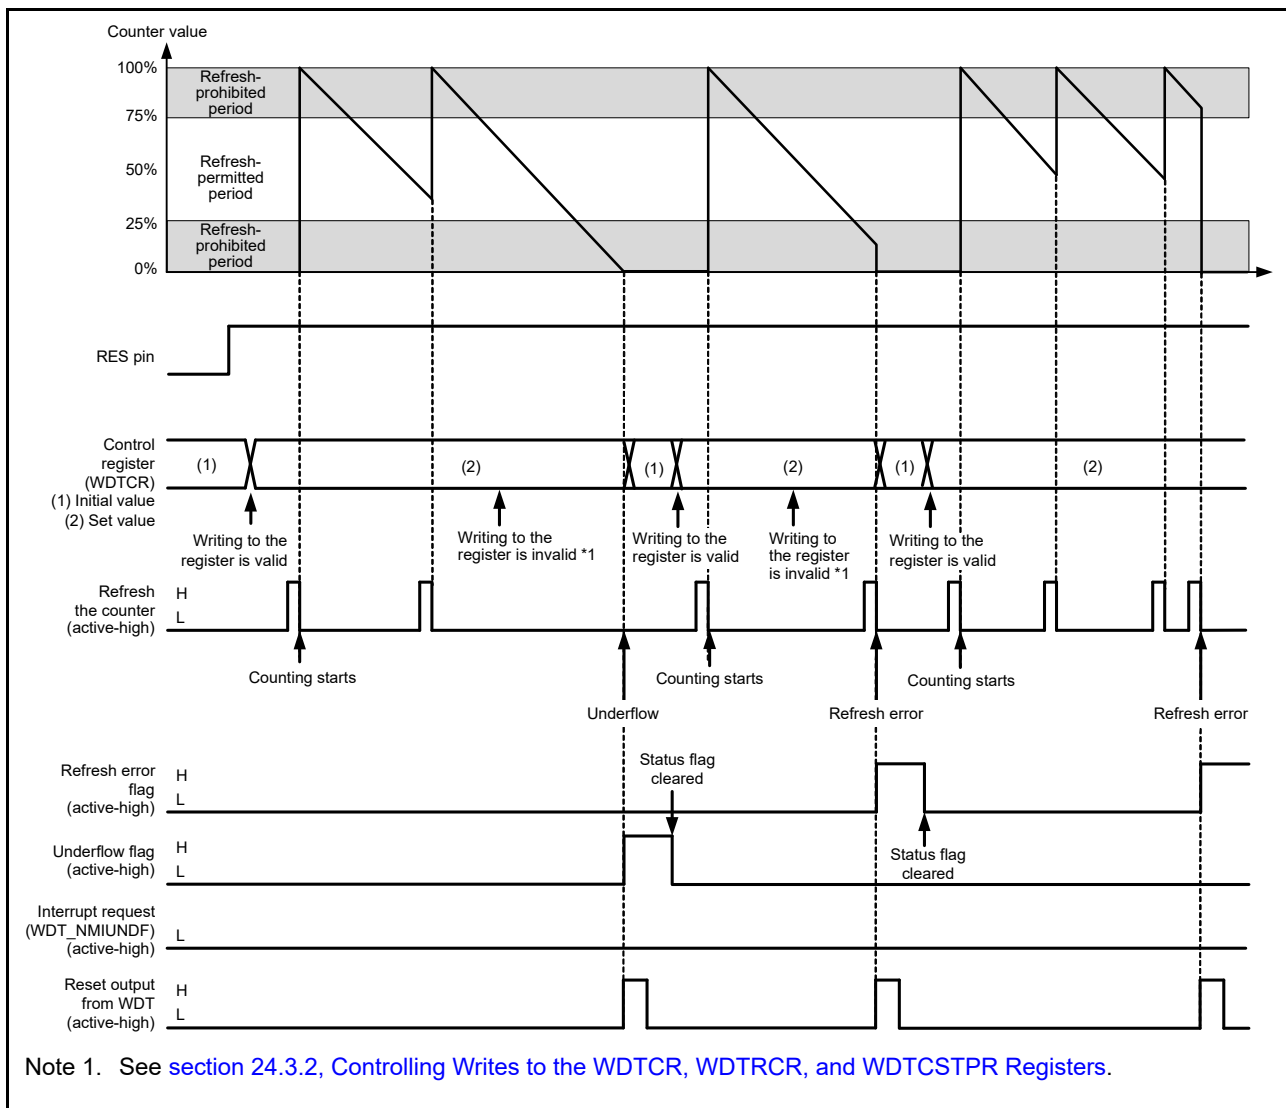 Counter value
100%
Refresh-
prohibited
period
75%
50%
Refresh-
permitted
period
25%
Refresh-
prohibited
period
0%
RES pin
Control
register
(WDTCR)
(1) Initial value
(2) Set value
(1)
(2)
(1)
(2)
(1)
(2)
Writing to the
register is valid
Writing to the
register is invalid *1
Writing to the
register is valid
Writing to
the register
is invalid *1
Writing to the
register is valid
Refresh
the counter
(active-high)
H
L
Counting starts
Counting starts
Counting starts
Underflow
Refresh error
Refresh error
Refresh error
flag
(active-high)
H
L
Status flag
cleared
Status flag
cleared
Underflow flag
(active-high)
H
L
Interrupt request
(WDT_NMIUNDF)
(active-high)
L
Reset output
from WDT
(active-high)
H
L
Note 1. See section 24.3.2, Controlling Writes to the WDTCR, WDTRCR, and WDTCSTPR Registers.